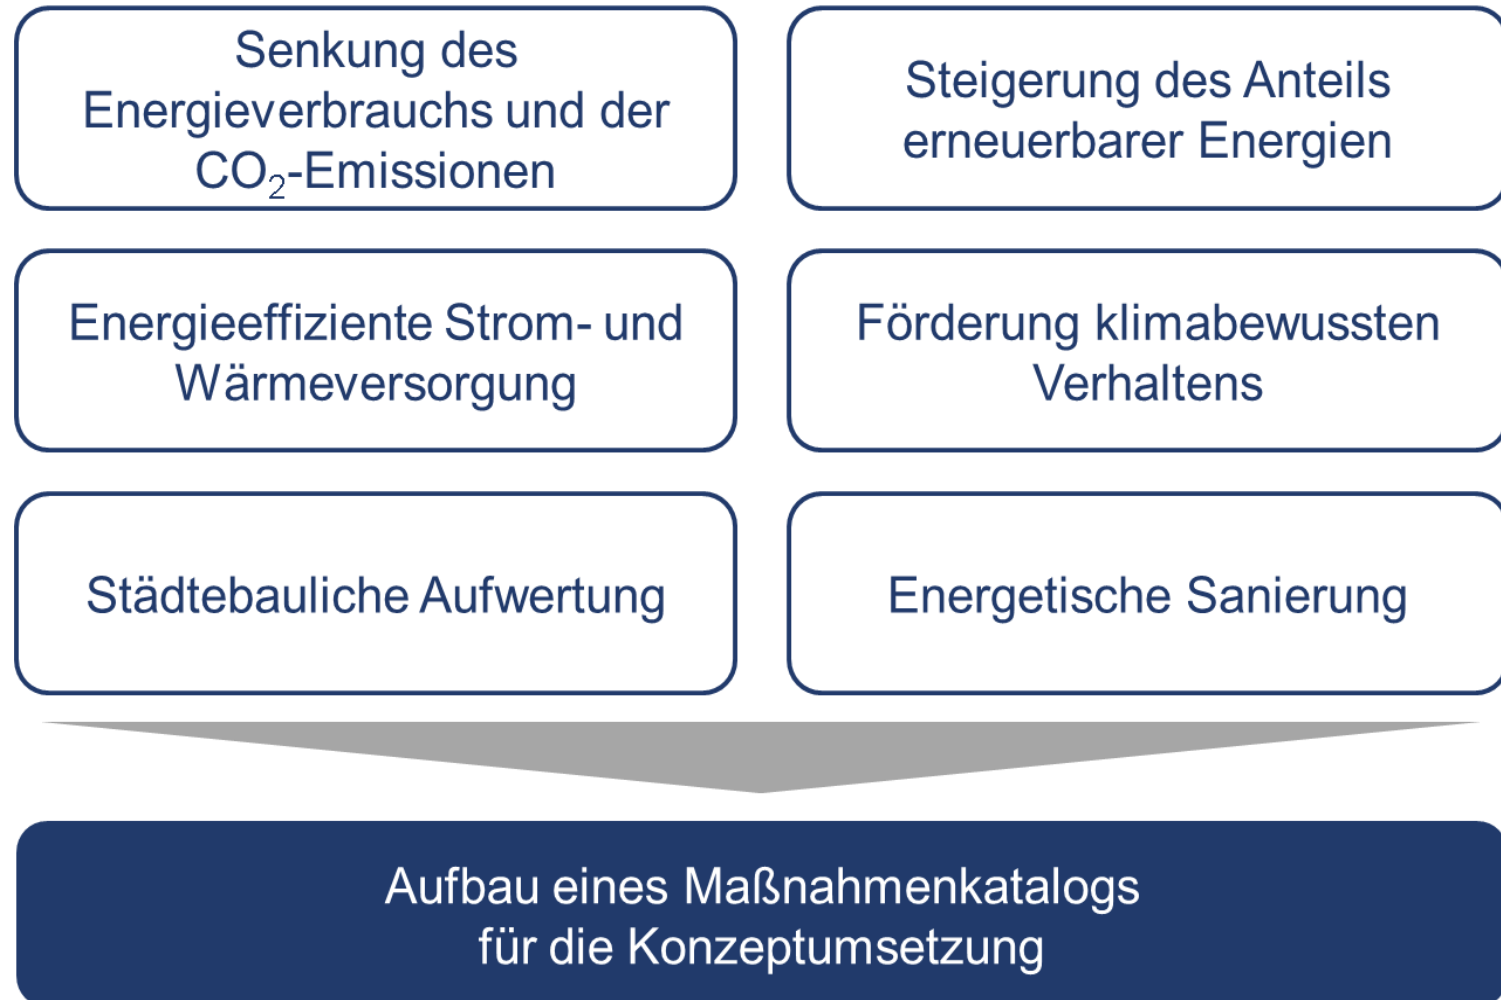 Senkung des
Energieverbrauchs und der
CO₂-Emissionen
Steigerung des Anteils
erneuerbarer Energien
Energieeffiziente Strom- und
Wärmeversorgung
Förderung klimabewussten
Verhaltens
Städtebauliche Aufwertung
Energetische Sanierung
Aufbau eines Maßnahmenkatalogs
für die Konzeptumsetzung